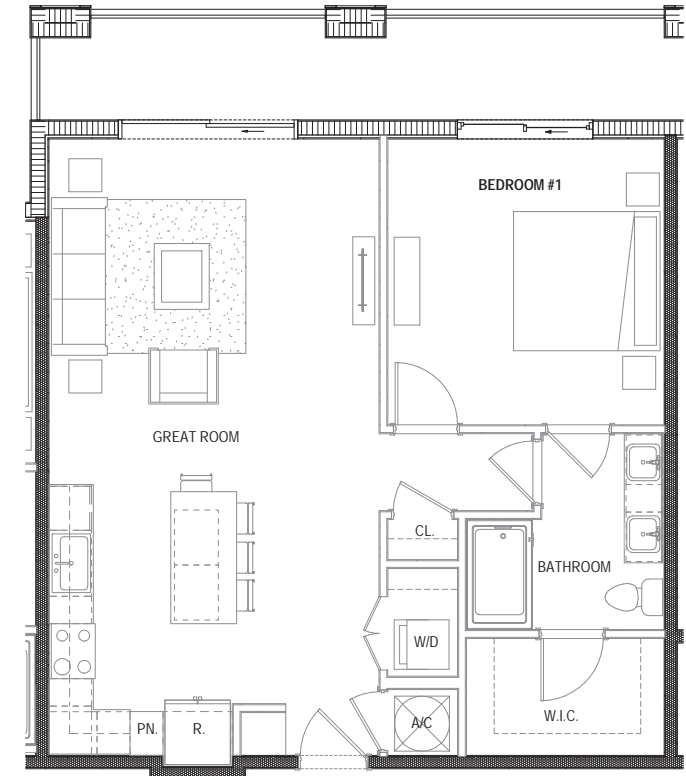 BEDROOM #1
GREAT ROOM
CL.
BATHROOM
W/D
W.I.C.
PN.
R.
A/C